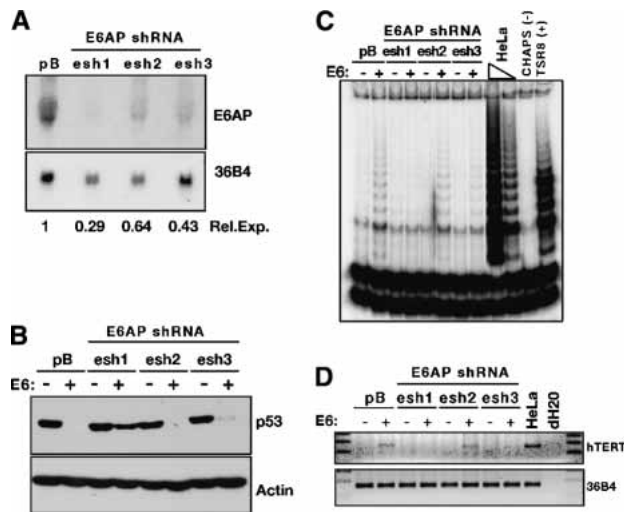 A
E6AP shRNA
pB esh1 esh2 esh3
E6AP
36B4
1 0.29 0.64 0.43 Rel.Exp.
B
E6AP shRNA
pB esh1 esh2 esh3
E6: - + - + - + - +
p53
Actin
C
E6AP shRNA
pB esh1 esh2 esh3
E6: - + - + - + - +
HeLa
CHAPS (-)
TSR8 (+)
D
E6AP shRNA
pB esh1 esh2 esh3
E6: - + - + - + - +
HeLa
dH20
hTERT
36B4